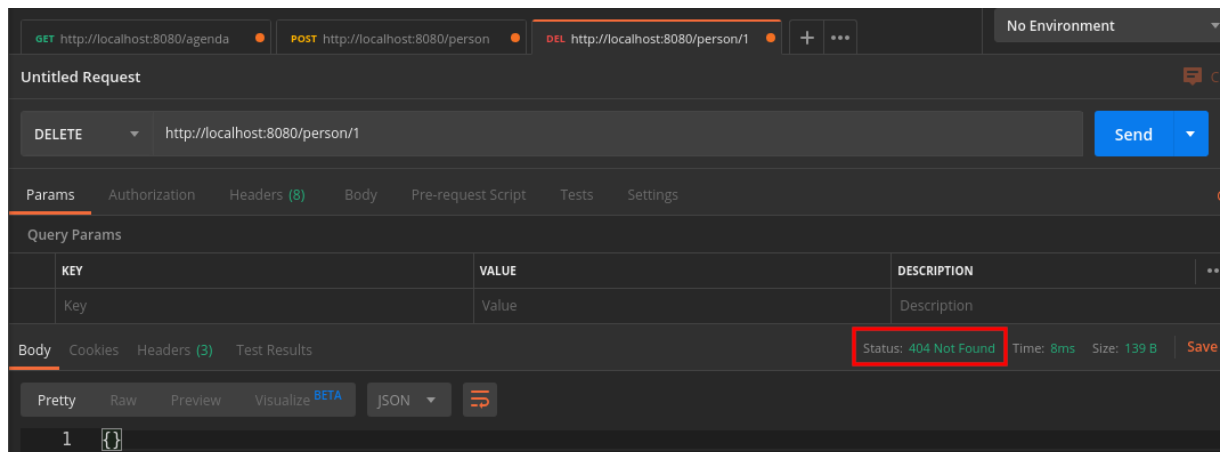 GET http://localhost:8080/agenda POST http://localhost:8080/person DEL http://localhost:8080/person/1 No Environment
Untitled Request
DELETE http://localhost:8080/person/1 Send
Params Authorization Headers (8) Body Pre-request Script Tests Settings
Query Params
KEY VALUE DESCRIPTION
Key Value Description
Body Cookies Headers (3) Test Results Status: 404 Not Found Time: 8ms Size: 139 B Save
Pretty Raw Preview Visualize BETA JSON
1 {}